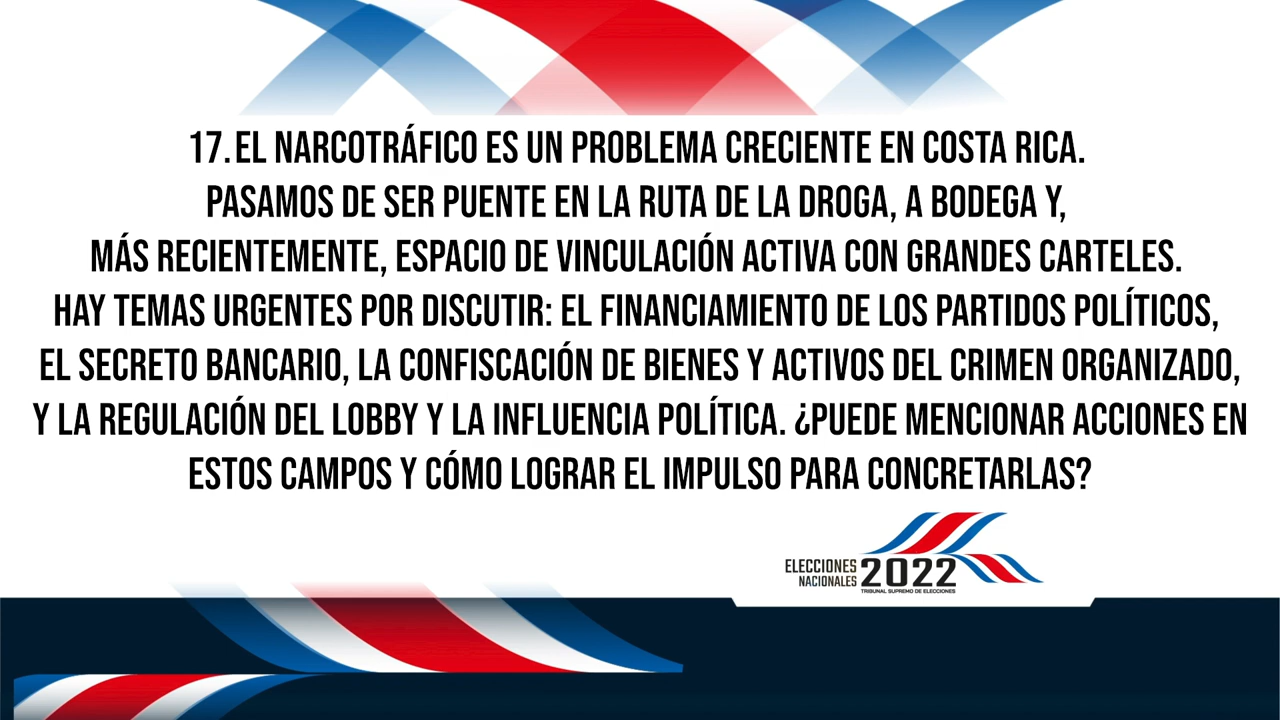 17. EL NARCOTRÁFICO ES UN PROBLEMA CRECIENTE EN COSTA RICA.
PASAMOS DE SER PUENTE EN LA RUTA DE LA DROGA, A BODEGA Y,
MÁS RECIENTEMENTE, ESPACIO DE VINCULACIÓN ACTIVA CON GRANDES CARTELES.
HAY TEMAS URGENTES POR DISCUTIR: EL FINANCIAMIENTO DE LOS PARTIDOS POLÍTICOS,
EL SECRETO BANCARIO, LA CONFISCACIÓN DE BIENES Y ACTIVOS DEL CRIMEN ORGANIZADO,
Y LA REGULACIÓN DEL LOBBY Y LA INFLUENCIA POLÍTICA. ¿PUEDE MENCIONAR ACCIONES EN
ESTOS CAMPOS Y CÓMO LOGRAR EL IMPULSO PARA CONCRETARLAS?
ELECCIONES
NACIONALES
2022
TRIBUNAL SUPREMO DE ELECCIONES